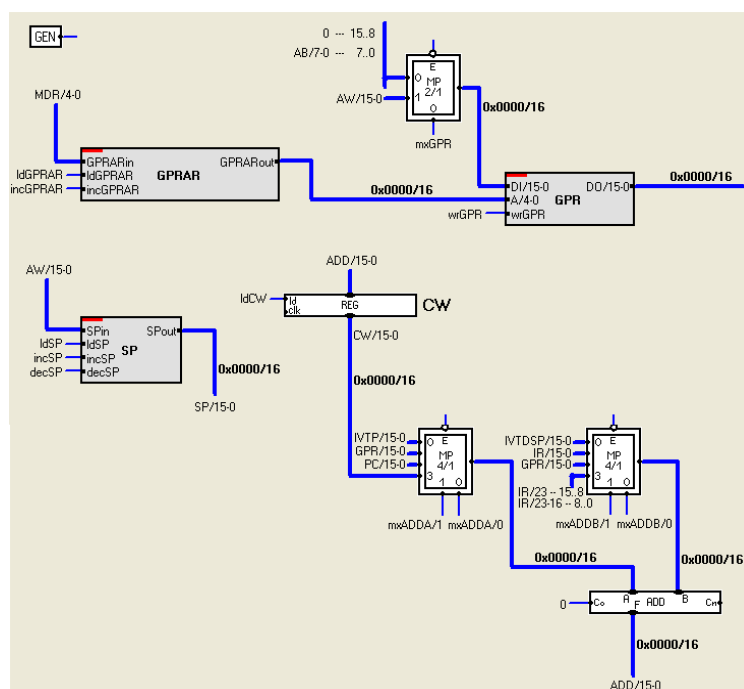 GEN
0 --- 15..8
AB/7-0 --- 7..0
AW/15-0
0
1
E
MP
2/1
0
mxGPR
0x0000/16
MDR/4-0
GPRARin
ldGPRAR
incGPRAR
GPRARout
GPRAR
ldGPRAR
incGPRAR
0x0000/16
DI/15-0
A/4-0
wrGPR
DO/15-0
GPR
wrGPR
0x0000/16
AW/15-0
SPin
ldSP
incSP
decSP
SPout
SP
ldSP
incSP
decSP
0x0000/16
SP/15-0
ADD/15-0
ldCW
ld
clk
REG
CW
CW/15-0
0x0000/16
IVTP/15-0
GPR/15-0
PC/15-0
0
1
2
3
E
MP
4/1
1 0
mxADDA/1
mxADDA/0
IVTDSP/15-0
IR/15-0
GPR/15-0
IR/23 -- 15..8
IR/23-16 -- 8..0
0
1
2
3
E
MP
4/1
1 0
mxADDB/1
mxADDB/0
0x0000/16
0x0000/16
0
Co
A
F
ADD
B
Cn
0x0000/16
ADD/15-0